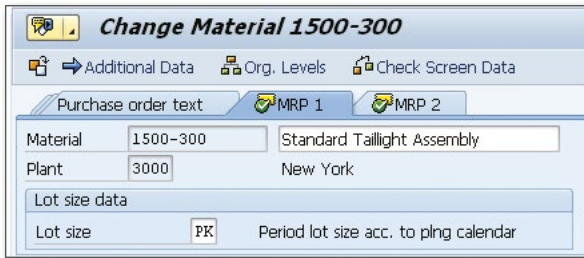 Change Material 1500-300
Additional Data Org. Levels Check Screen Data
Purchase order text MRP 1 MRP 2
Material 1500-300 Standard Taillight Assembly
Plant 3000 New York
Lot size data
Lot size PK Period lot size acc. to plng calendar